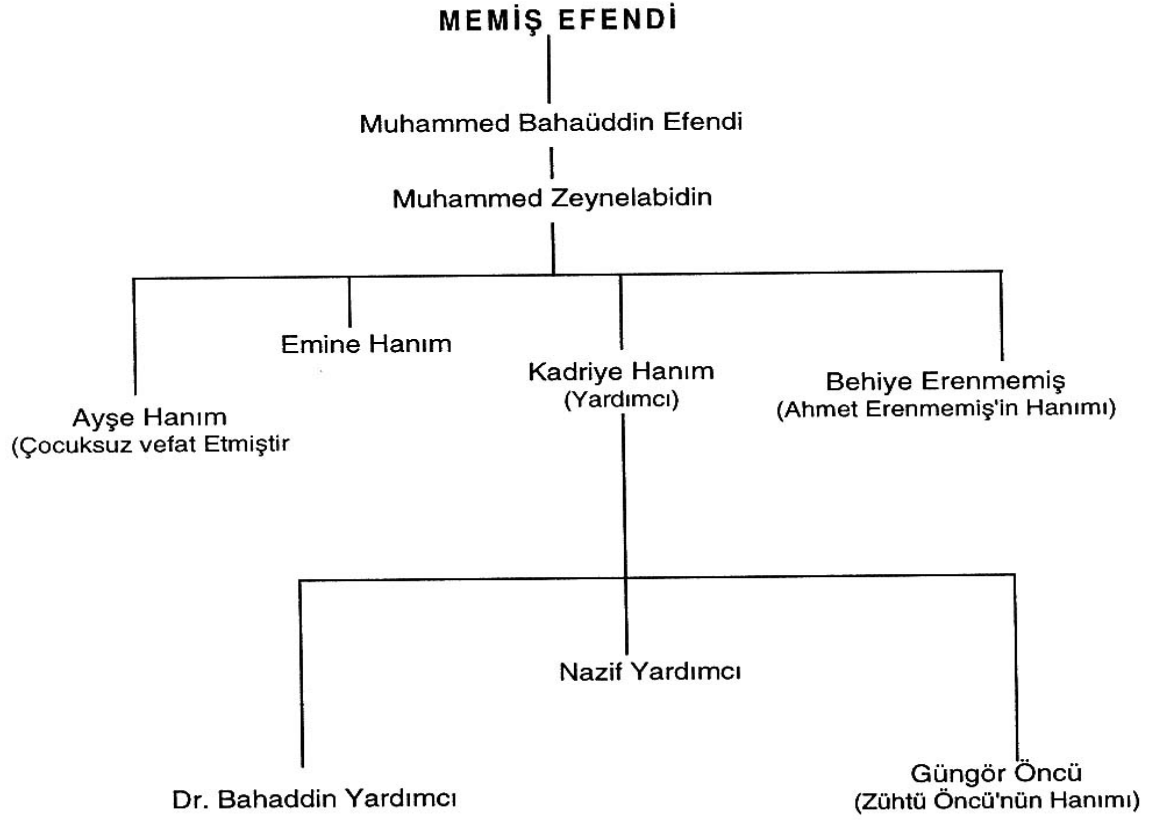 MEMİŞ EFENDİ
Muhammed Bahaüddin Efendi
Muhammed Zeynelabidin
Emine Hanım
Kadriye Hanım
(Yardımcı)
Behiye Erenmemiş
(Ahmet Erenmemiş'in Hanımı)
Ayşe Hanım
(Çocuksuz vefat Etmiştir
Nazif Yardımcı
Güngör Öncü
(Zühtü Öncü'nün Hanımı)
Dr. Bahaddin Yardımcı